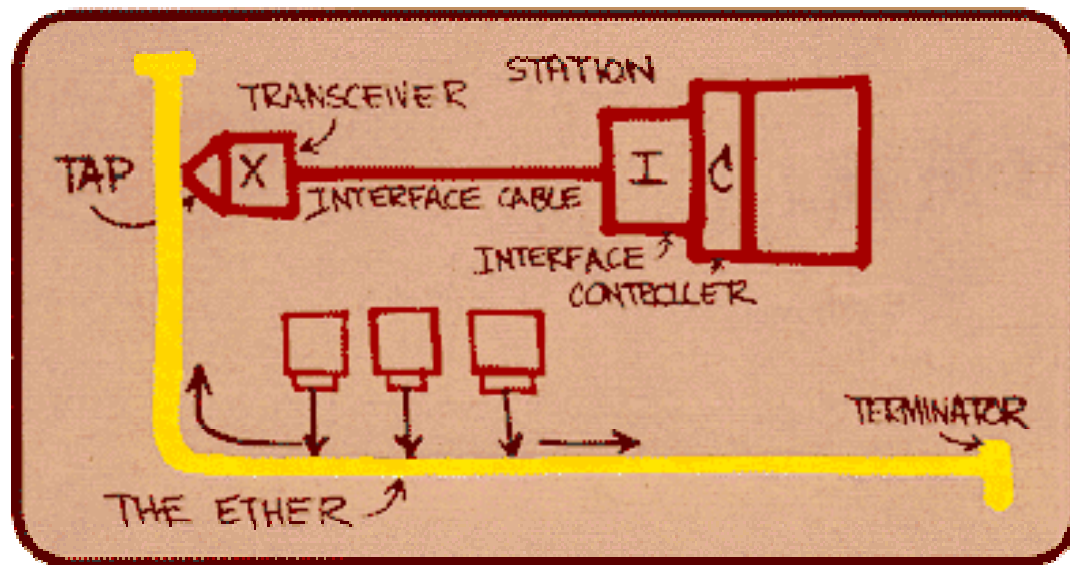 STATION
TRANSCEIVER
TAP
X
I
C
INTERFACE CABLE
INTERFACE
CONTROLLER
TERMINATOR
THE ETHER